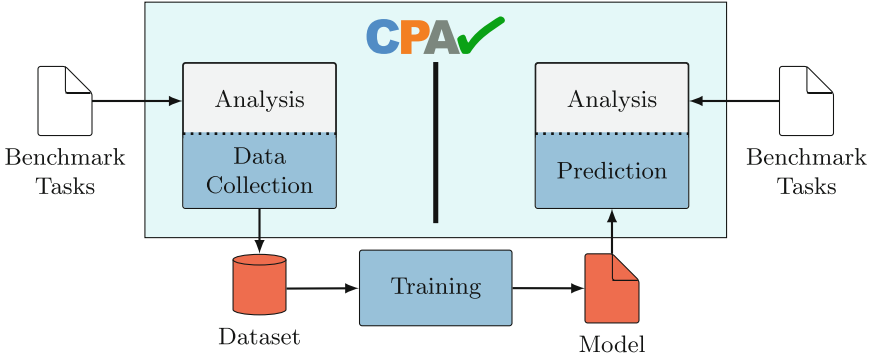 CPA
Analysis
Data
Collection
Benchmark
Tasks
Analysis
Prediction
Benchmark
Tasks
Training
Dataset
Model